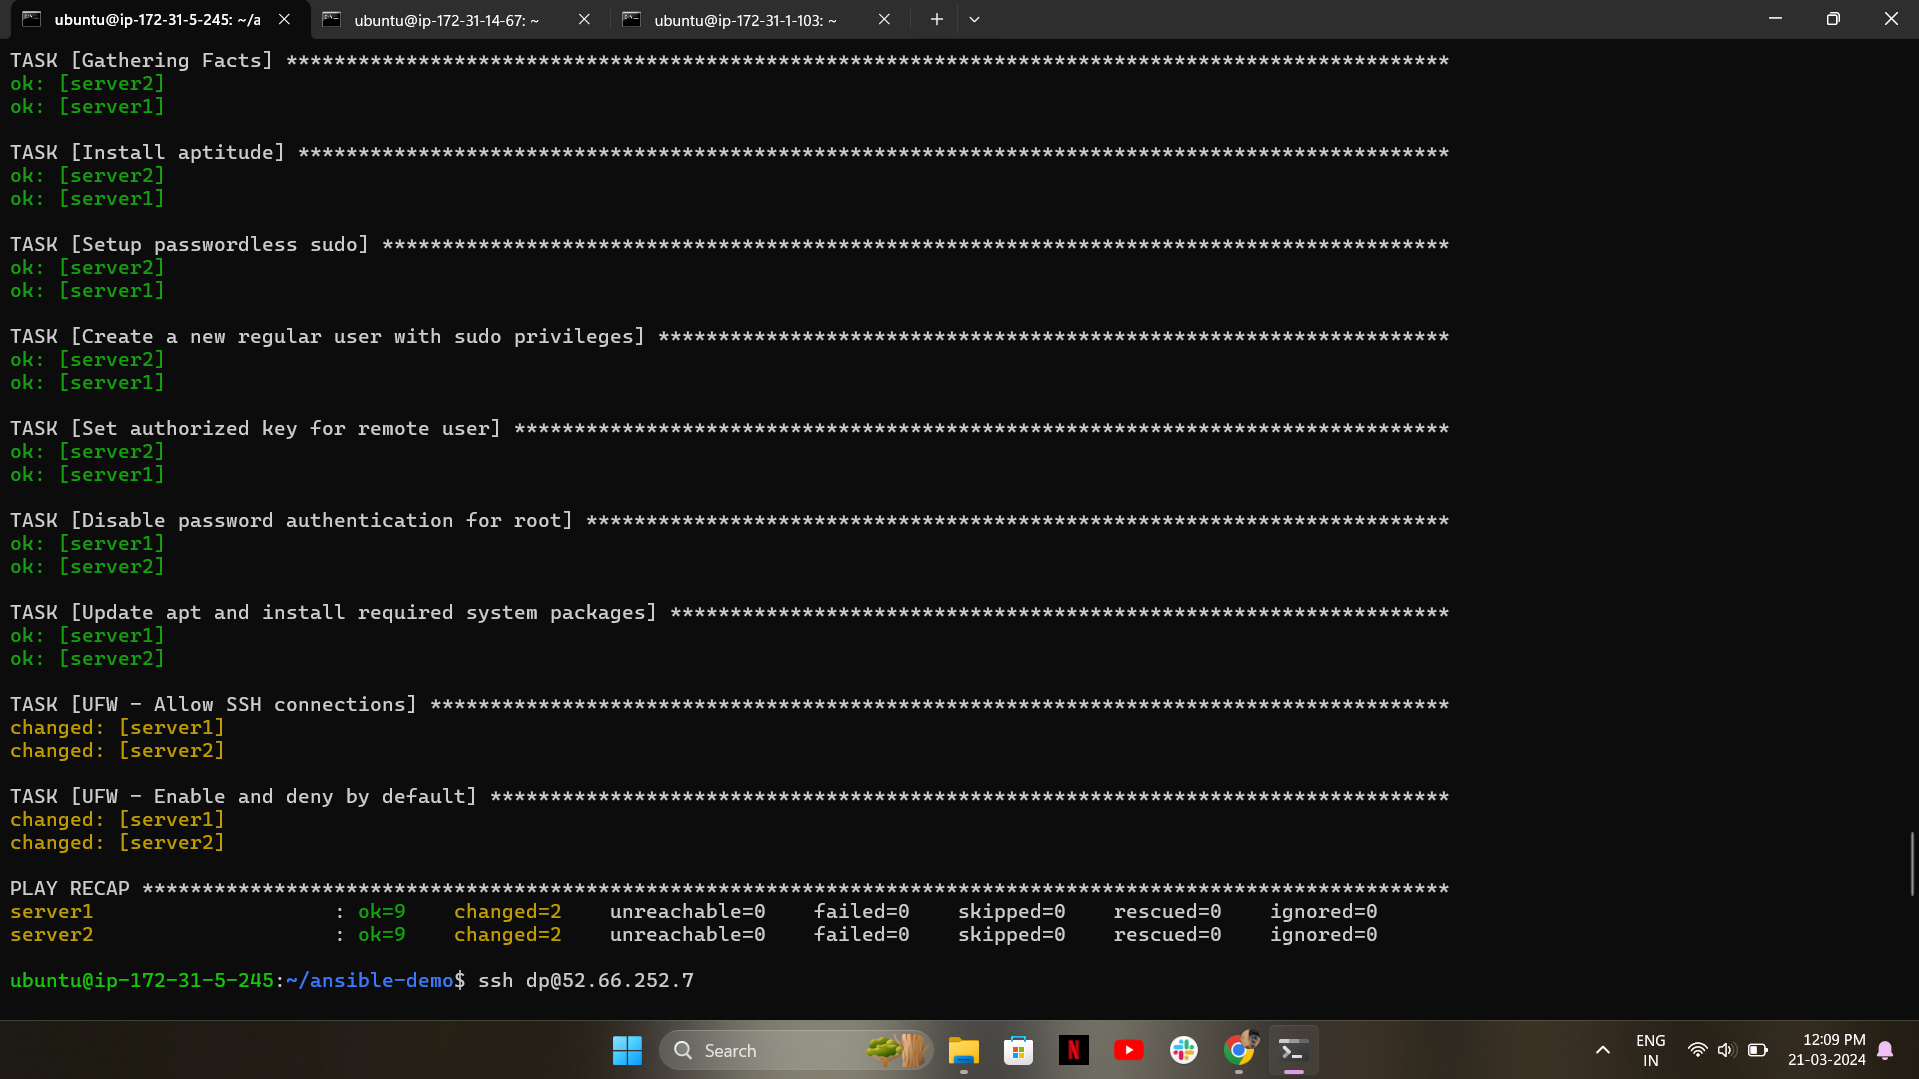 ubuntu@ip-172-31-5-245: ~/a
ubuntu@ip-172-31-14-67: ~
ubuntu@ip-172-31-1-103: ~
TASK [Gathering Facts] *************************************************************************************************
ok: [server2]
ok: [server1]
TASK [Install aptitude] ************************************************************************************************
ok: [server2]
ok: [server1]
TASK [Setup passwordless sudo] *****************************************************************************************
ok: [server2]
ok: [server1]
TASK [Create a new regular user with sudo privileges] ******************************************************************
ok: [server2]
ok: [server1]
TASK [Set authorized key for remote user] ******************************************************************************
ok: [server2]
ok: [server1]
TASK [Disable password authentication for root] ************************************************************************
ok: [server1]
ok: [server2]
TASK [Update apt and install required system packages] *****************************************************************
ok: [server1]
ok: [server2]
TASK [UFW - Allow SSH connections] *************************************************************************************
changed: [server1]
changed: [server2]
TASK [UFW - Enable and deny by default] ********************************************************************************
changed: [server1]
changed: [server2]
PLAY RECAP *************************************************************************************************************
server1                    : ok=9    changed=2    unreachable=0    failed=0    skipped=0    rescued=0    ignored=0
server2                    : ok=9    changed=2    unreachable=0    failed=0    skipped=0    rescued=0    ignored=0
ubuntu@ip-172-31-5-245:~/ansible-demo$ ssh dp@52.66.252.7
Search
N
ENG
IN
12:09 PM
21-03-2024